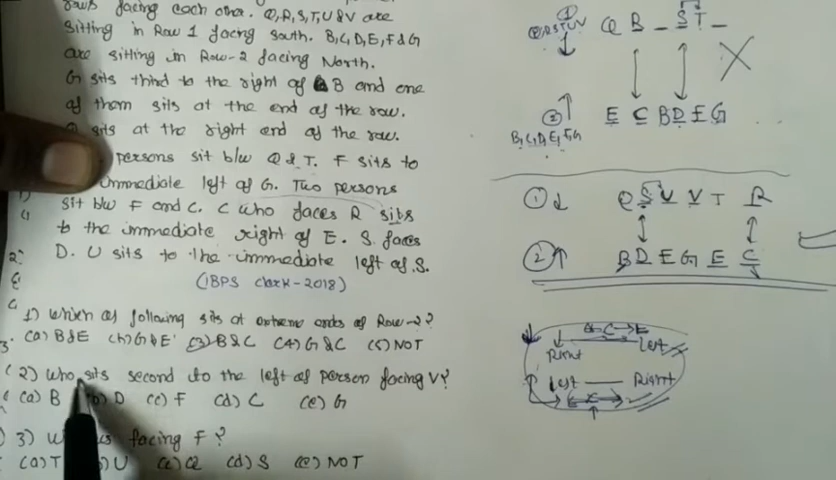 rows facing each other. Q,R,S,T,U & V are
sitting in Row 1 facing south. B,C,D,E,F & G
are sitting in Row-2 facing North.
G sits third to the right of B and one
of them sits at the end of the row.
sits at the right end of the row.
persons sit b/w Q & T. F sits to
immediate left of G. Two persons
sit b/w F and C. C who faces R sits
to the immediate right of E. S faces
D. U sits to the immediate left of S.
(IBPS clerk-2018)
1) Which of following sits at extreme ends of Row-2?
(a) B & E (b) G & E (3) B & C (4) G & C (5) NOT
2) Who sits second to the left of person facing V?
(a) B (b) D (c) F (d) C (e) G
3) facing F?
(a) T (b) U (c) Q (d) S (e) NOT
① 
Q B _ S T _
② ↑ E C B D F G
B, C, D, E, F, G
① ↓ Q S U V T R
② ↑ B D F G E C
C → E
Right Left
Left Right
E C